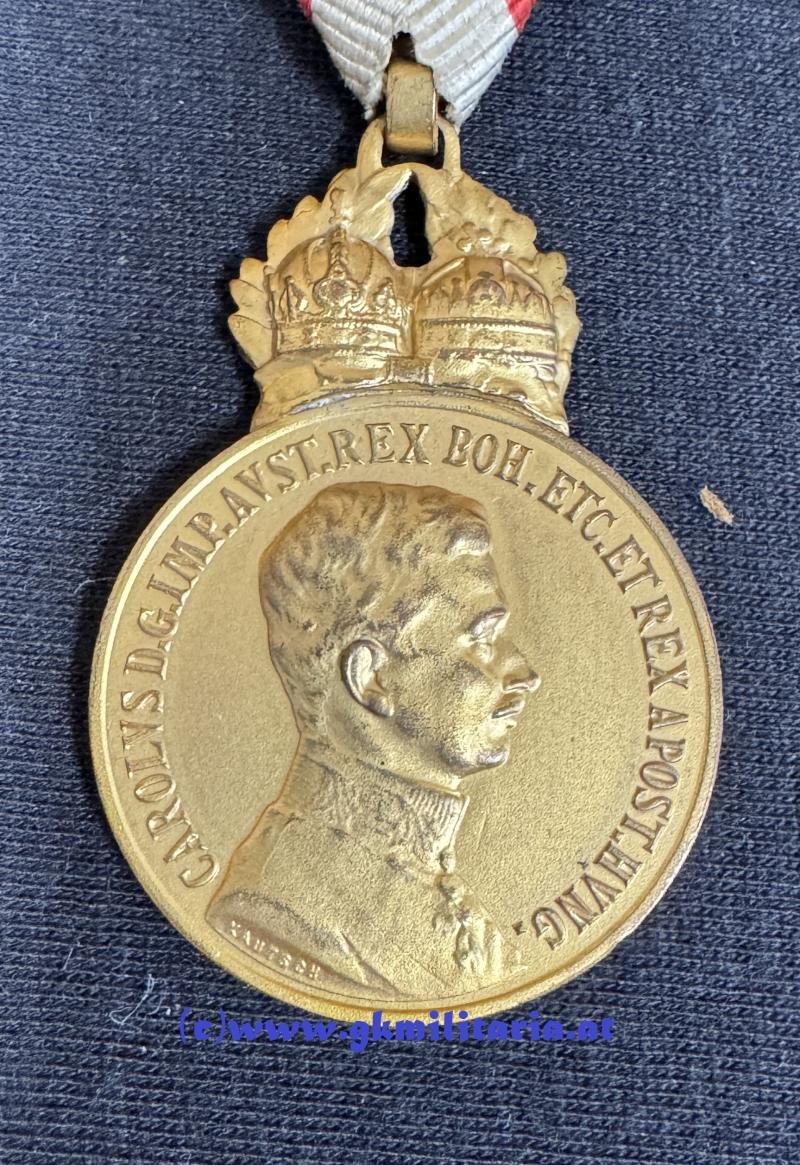 CAROLVS D.G.IMP.AVST.REX BOH. ETC.ET REX APOST.HVNG.
KAUTSCH
(c)www.gkmilitaria.at